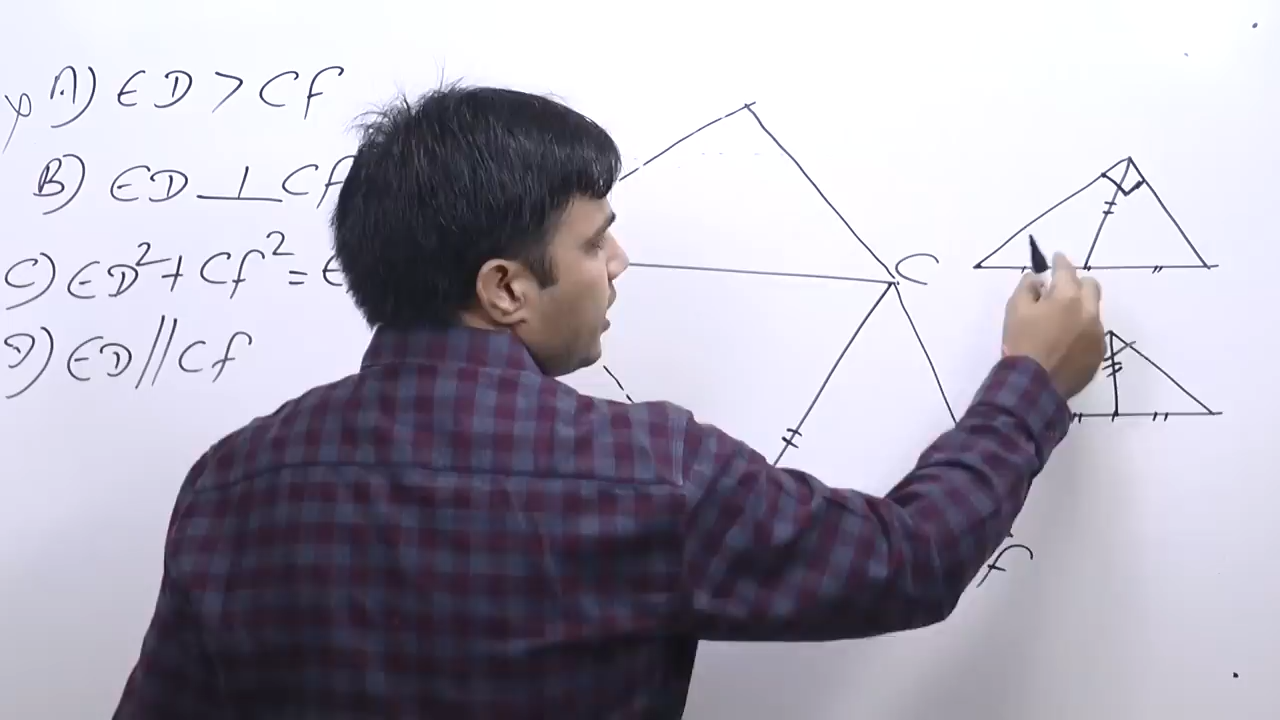 A) ED > CF
B) ED ⊥ CF
C) ED² + CF² =
D) ED // CF
C
F